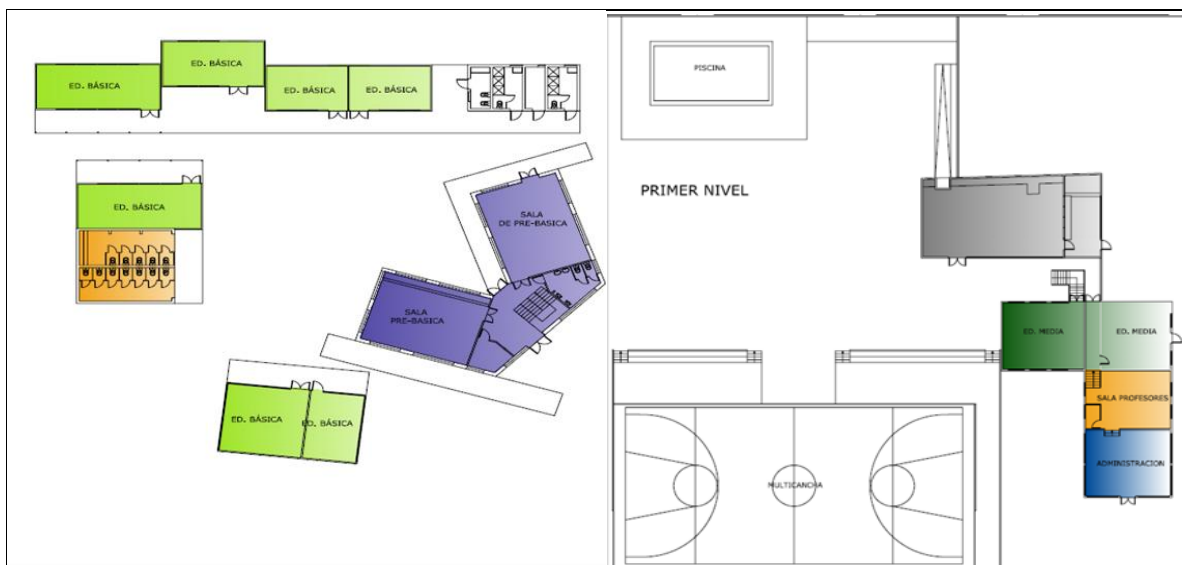 ED. BÁSICA
ED. BÁSICA
ED. BÁSICA
ED. BÁSICA
ED. BÁSICA
SALA
DE PRE-BASICA
SALA
PRE-BASICA
ED. BÁSICA
ED. BÁSICA
PISCINA
PRIMER NIVEL
ED. MEDIA
ED. MEDIA
SALA PROFESORES
ADMINISTRACION
MULTICANCHA